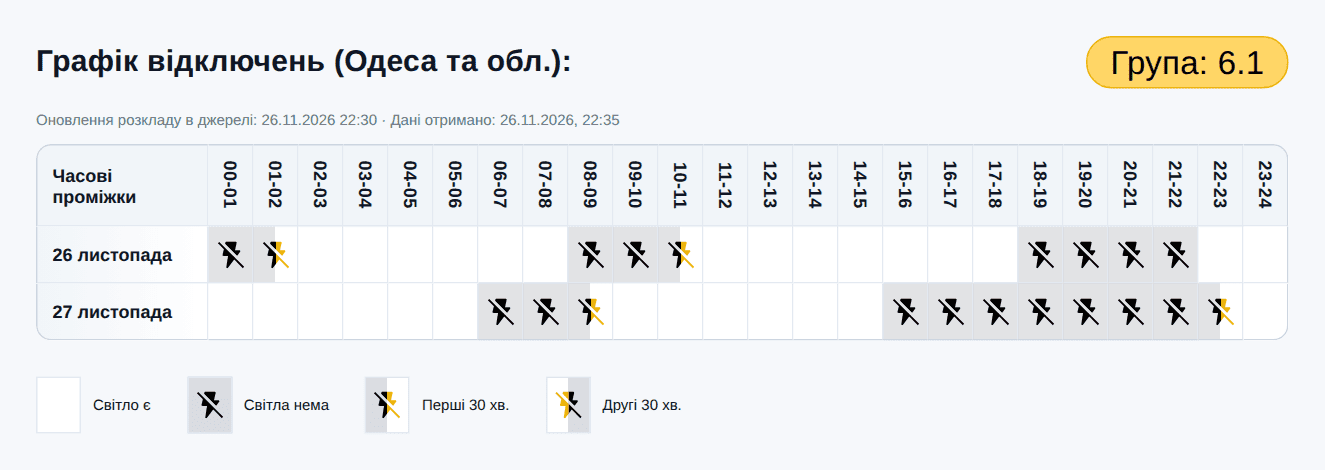 Графік відключень (Одеса та обл.):
Група: 6.1
Оновлення розкладу в джерелі: 26.11.2026 22:30 · Дані отримано: 26.11.2026, 22:35
Часові
проміжки
00-01
01-02
02-03
03-04
04-05
05-06
06-07
07-08
08-09
09-10
10-11
11-12
12-13
13-14
14-15
15-16
16-17
17-18
18-19
19-20
20-21
21-22
22-23
23-24
26 листопада
27 листопада
Світло є
Світла нема
Перші 30 хв.
Другі 30 хв.